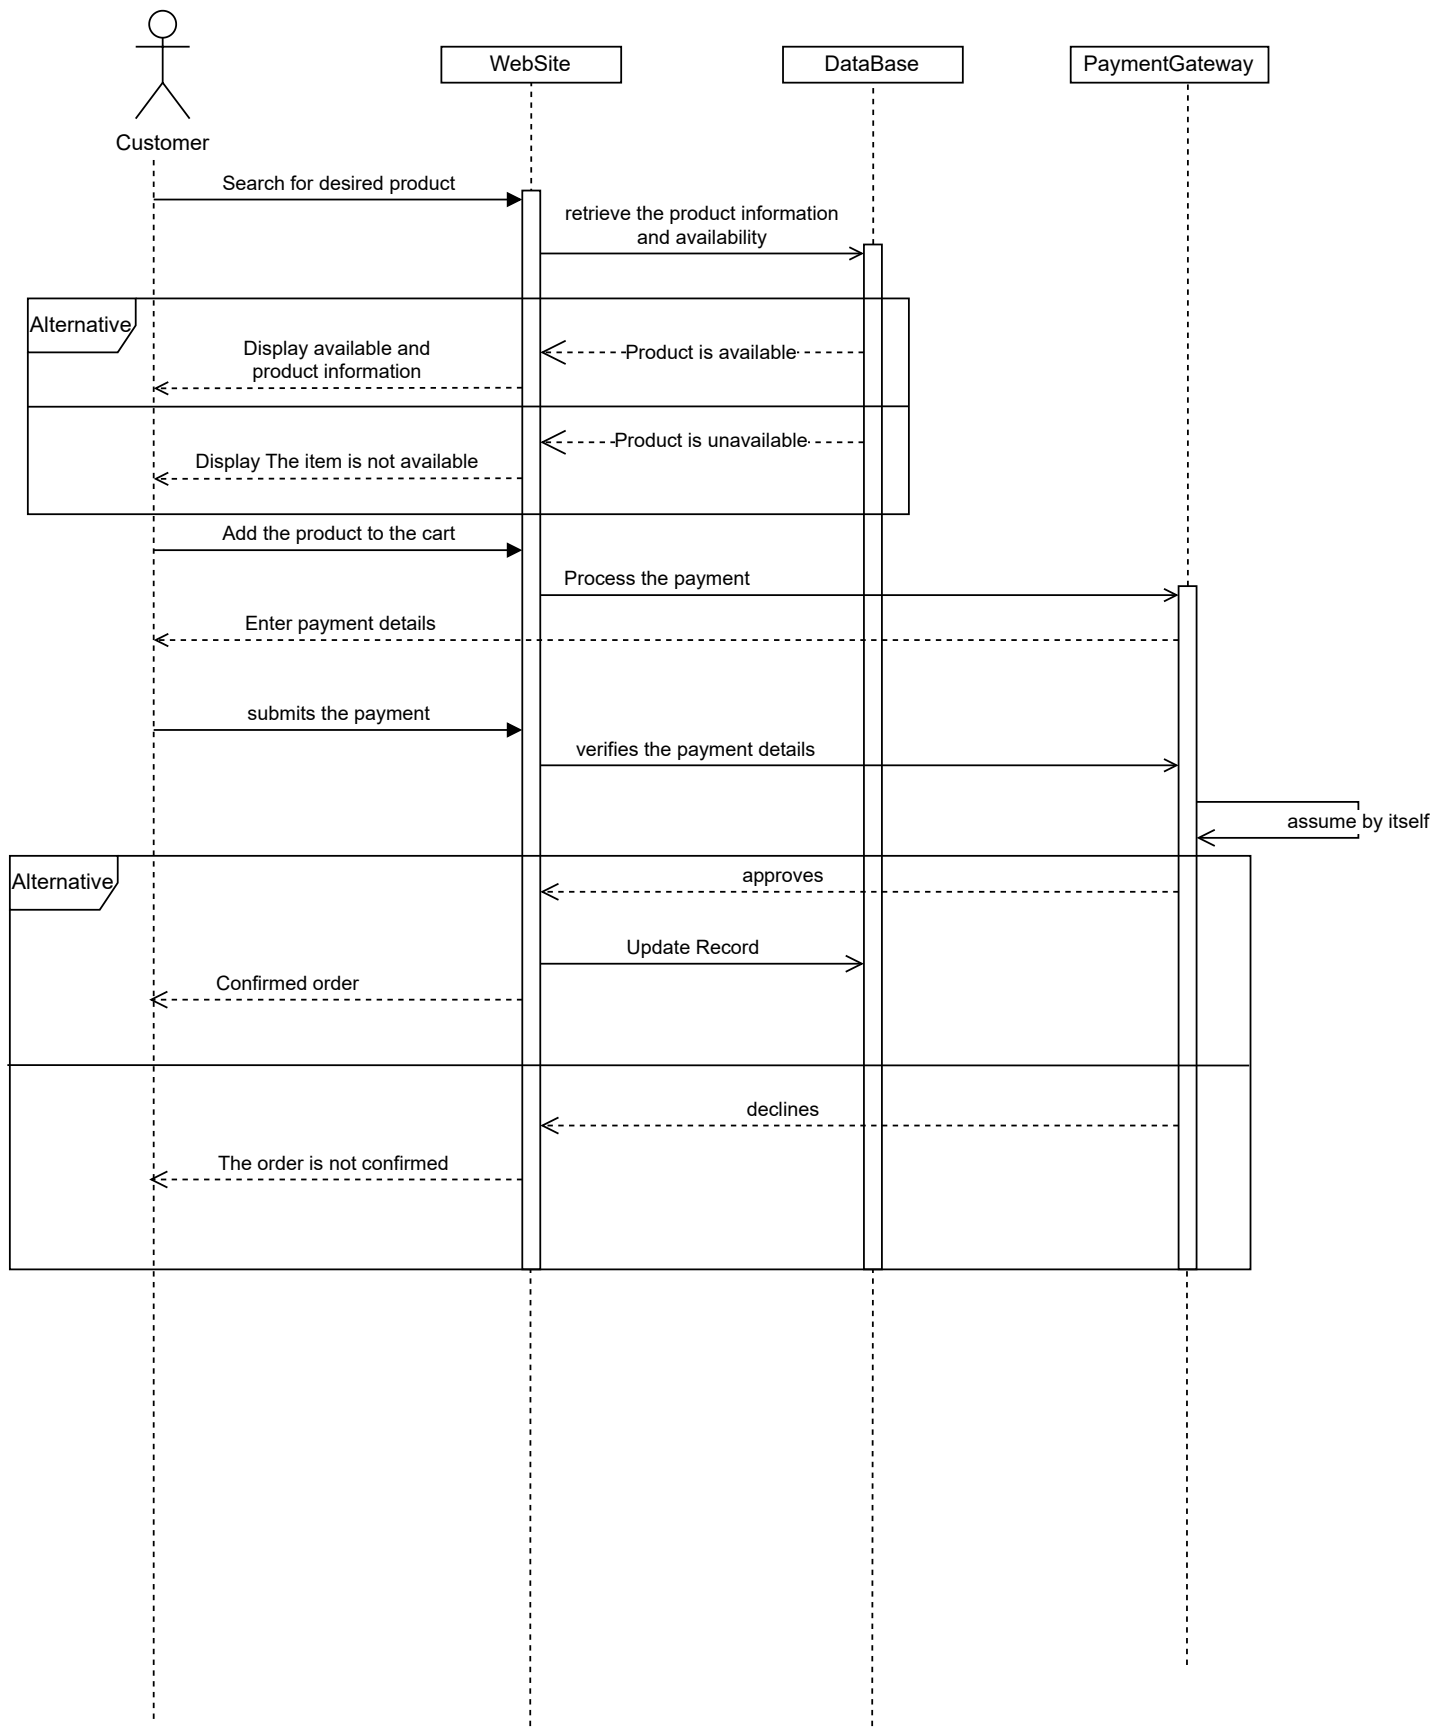 WebSite
DataBase
PaymentGateway
Customer
Search for desired product
retrieve the product information
and availability
Alternative
Display available and
product information
Product is available
Product is unavailable
Display The item is not available
Add the product to the cart
Process the payment
Enter payment details
submits the payment
verifies the payment details
assume by itself
Alternative
approves
Update Record
Confirmed order
declines
The order is not confirmed